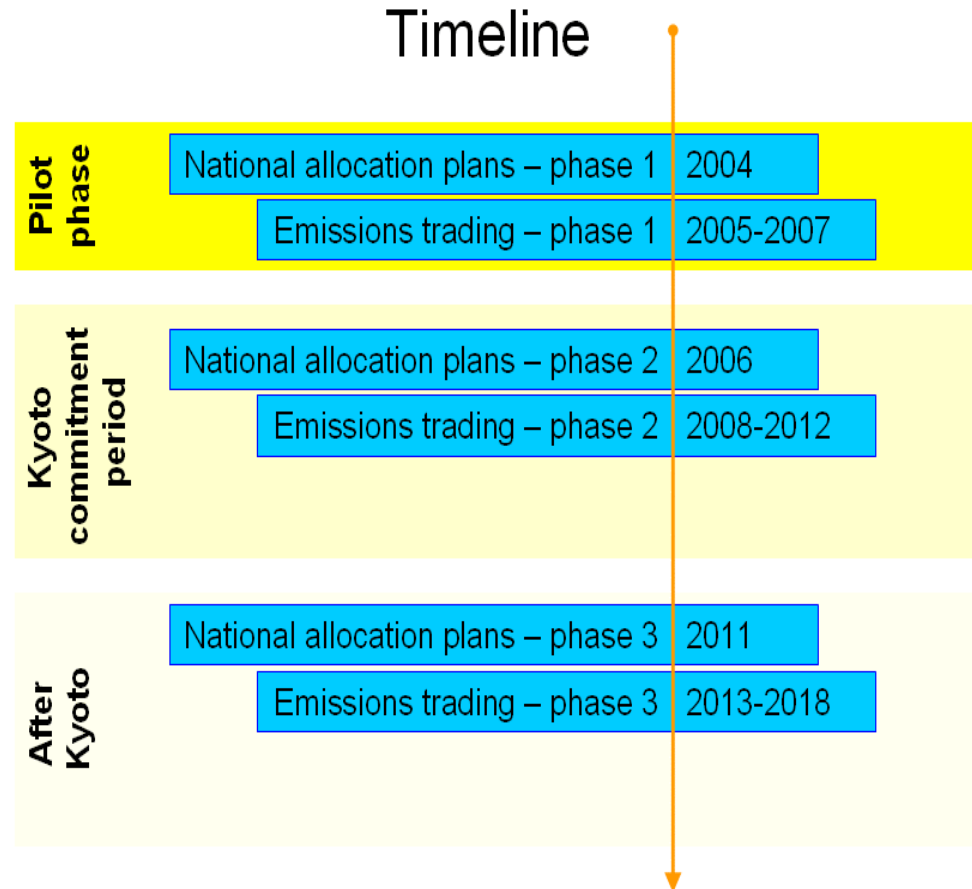 Timeline
Pilot
phase
National allocation plans – phase 1 2004
Emissions trading – phase 1 2005-2007
Kyoto
commitment
period
National allocation plans – phase 2 2006
Emissions trading – phase 2 2008-2012
After
Kyoto
National allocation plans – phase 3 2011
Emissions trading – phase 3 2013-2018